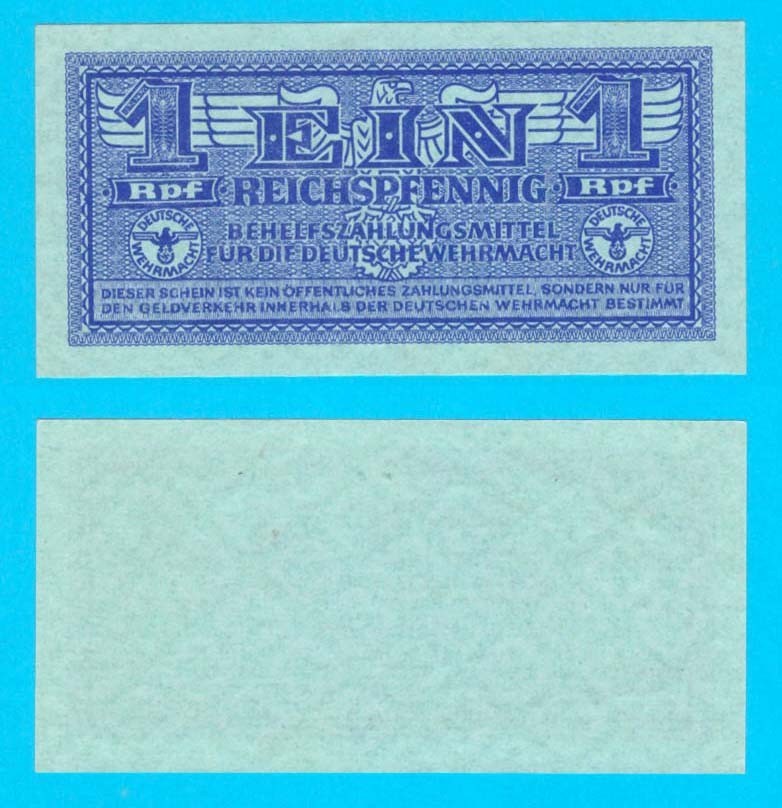 1 EIN 1
Rpf REICHSPFENNIG Rpf
DEUTSCHE WEHRMACHT
BEHELFSZAHLUNGSMITTEL
FÜR DIE DEUTSCHE WEHRMACHT
DEUTSCHE WEHRMACHT
DIESER SCHEIN IST KEIN ÖFFENTLICHES ZAHLUNGSMITTEL, SONDERN NUR FÜR
DEN GELDVERKEHR INNERHALB DER DEUTSCHEN WEHRMACHT BESTIMMT